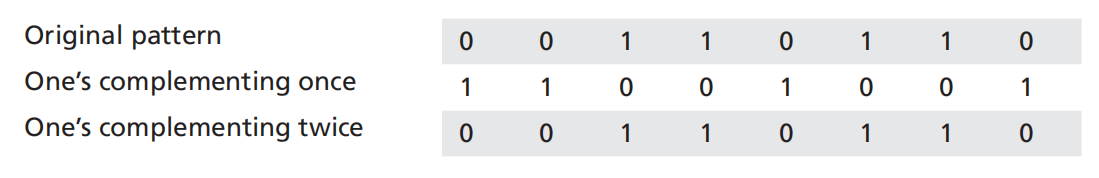 Original pattern 0 0 1 1 0 1 1 0
One's complementing once 1 1 0 0 1 0 0 1
One's complementing twice 0 0 1 1 0 1 1 0